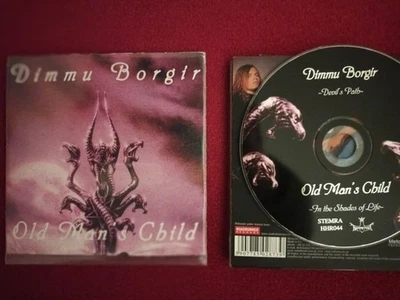 Dimmu Borgir
Old Man's Child
Dimmu Borgir
-Devil's Path-
Old Man's Child
-In the Shades of Life-
STEMRA
HHR044